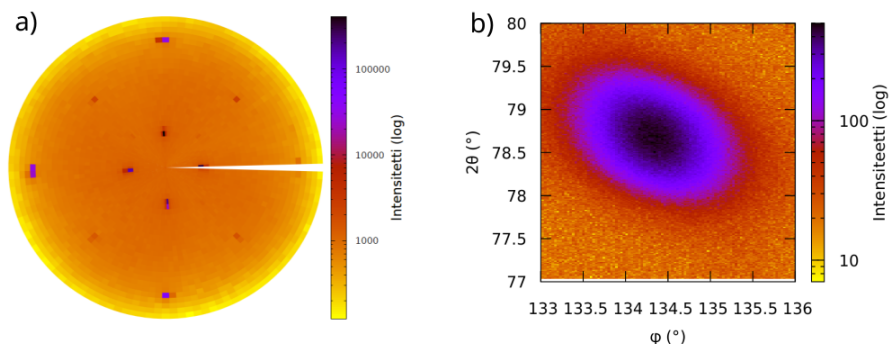 a)
100000
10000
1000
Intensitetti (log)
b)
80
79.5
79
78.5
78
77.5
77
2θ (°)
133 133.5 134 134.5 135 135.5 136
φ (°)
100
10
Intensiteetti (log)